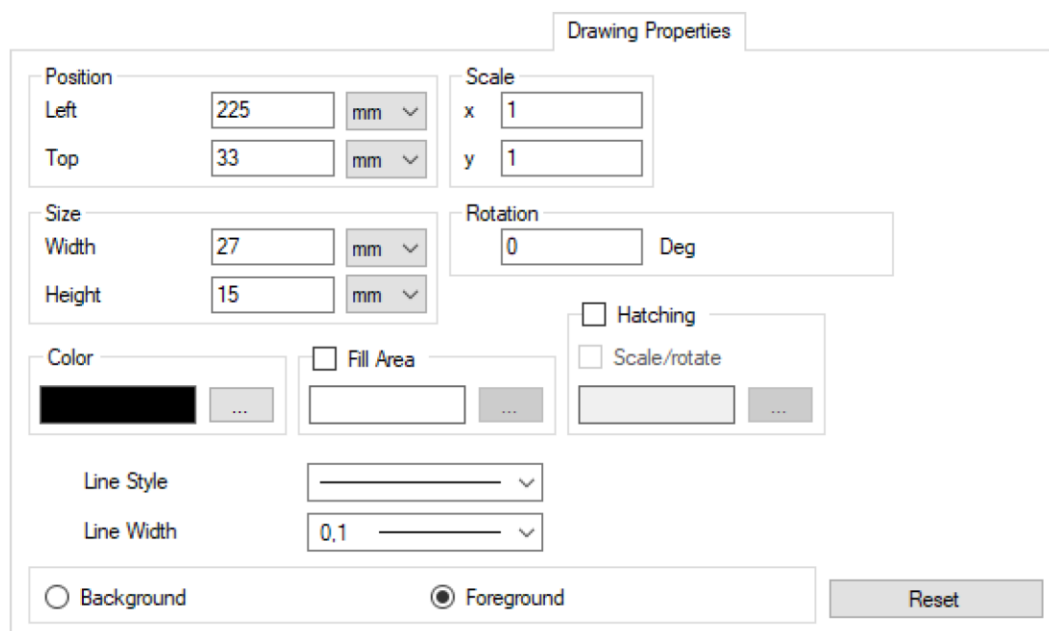 Drawing Properties
Position
Left 225 mm
Top 33 mm
Scale
x 1
y 1
Size
Width 27 mm
Height 15 mm
Rotation
0 Deg
Color
...
Fill Area
...
Hatching
Scale/rotate
...
Line Style
Line Width 0,1
Background
Foreground
Reset